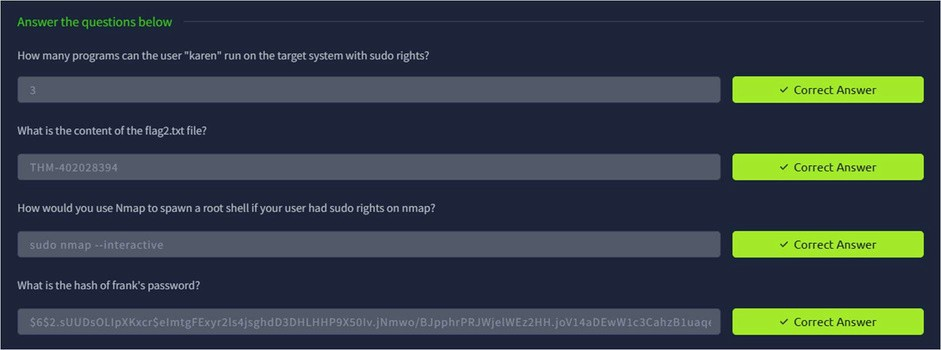 Answer the questions below
How many programs can the user "karen" run on the target system with sudo rights?
3
✓ Correct Answer
What is the content of the flag2.txt file?
THM-402028394
✓ Correct Answer
How would you use Nmap to spawn a root shell if your user had sudo rights on nmap?
sudo nmap --interactive
✓ Correct Answer
What is the hash of frank's password?
$6$2.sUUDsOLIpXKxcr$eImtgFExyr2ls4jsghdD3DHLHHP9X50Iv.jNmwo/BJpphrPRJWjelWEz2HH.joV14aDEwW1c3CahzB1uaqe
✓ Correct Answer